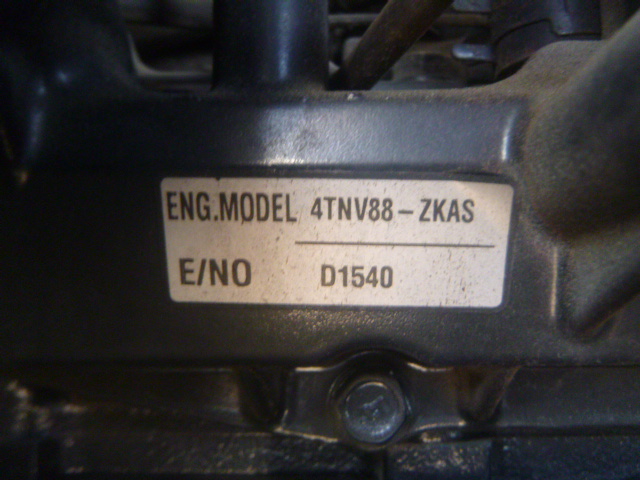 ENG.MODEL 4TNV88-ZKAS
E/NO D1540